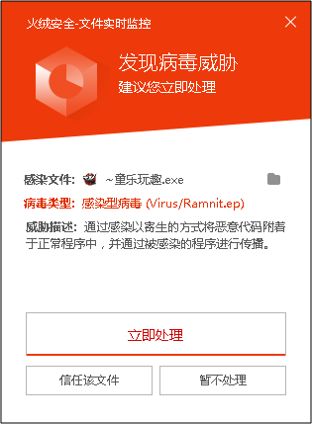 火绒安全-文件实时监控
发现病毒威胁
建议您立即处理
感染文件: ~童乐玩趣.exe
病毒类型: 感染型病毒 (Virus/Ramnit.ep)
威胁描述: 通过感染以寄生的方式将恶意代码附着
于正常程序中，并通过被感染的程序进行传播。
立即处理
信任该文件
暂不处理